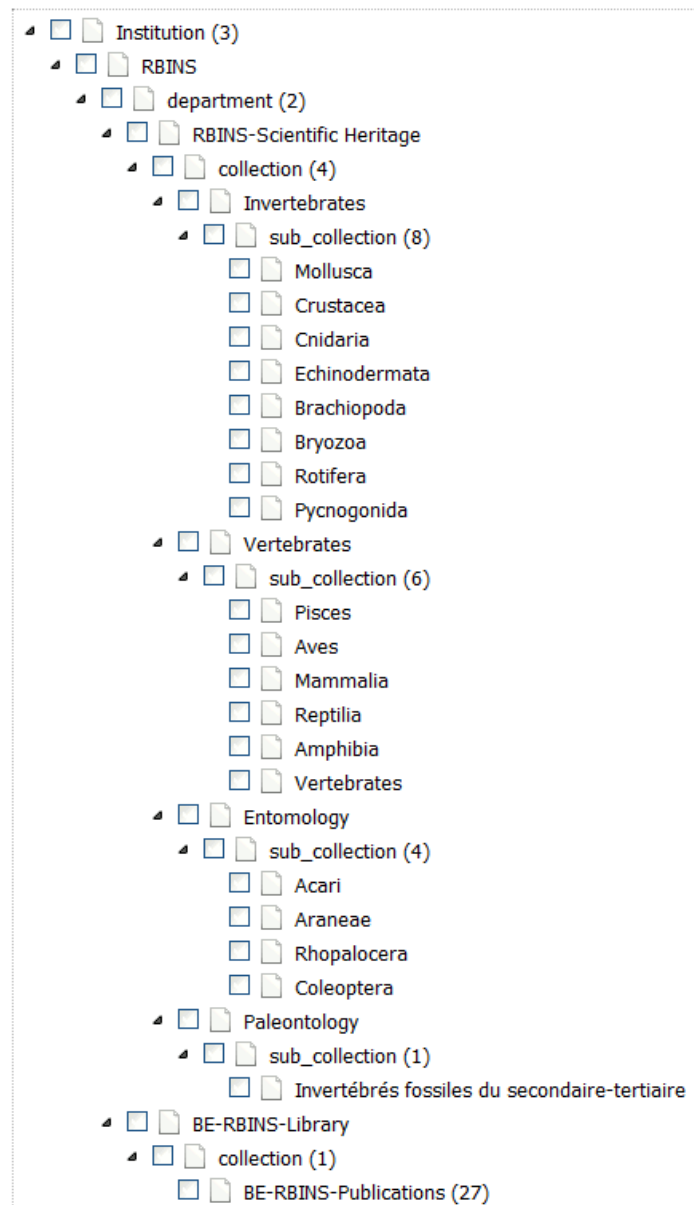 Institution (3)
RBINS
department (2)
RBINS-Scientific Heritage
collection (4)
Invertebrates
sub_collection (8)
Mollusca
Crustacea
Cnidaria
Echinodermata
Brachiopoda
Bryozoa
Rotifera
Pycnogonida
Vertebrates
sub_collection (6)
Pisces
Aves
Mammalia
Reptilia
Amphibia
Vertebrates
Entomology
sub_collection (4)
Acari
Araneae
Rhopalocera
Coleoptera
Paleontology
sub_collection (1)
Invertébrés fossiles du secondaire-tertiaire
BE-RBINS-Library
collection (1)
BE-RBINS-Publications (27)